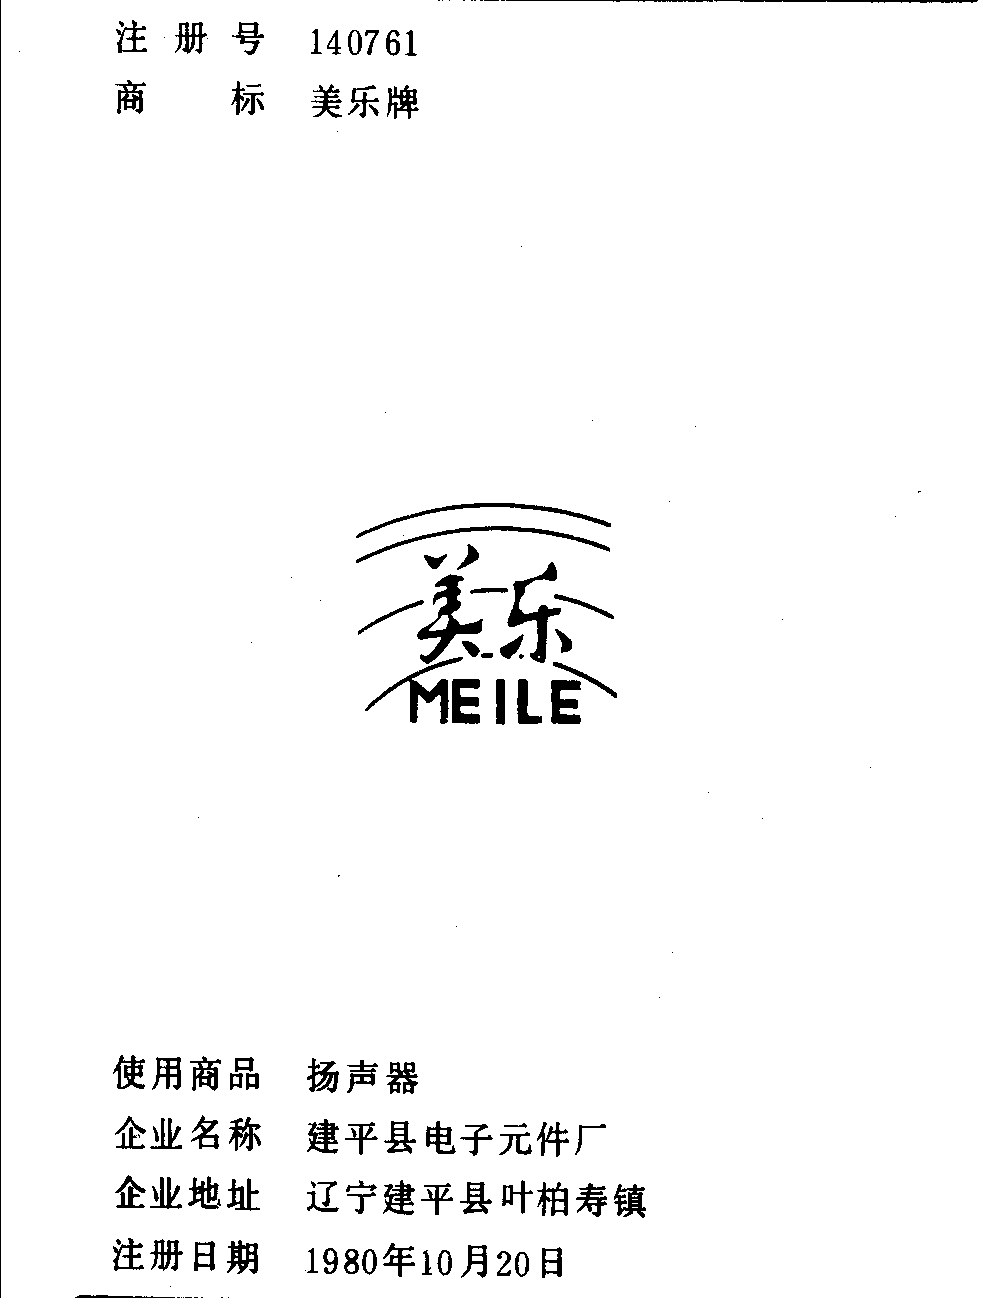 注册号 140761
商标 美乐牌
美乐
MEILE
使用商品 扬声器
企业名称 建平县电子元件厂
企业地址 辽宁建平县叶柏寿镇
注册日期 1980年10月20日